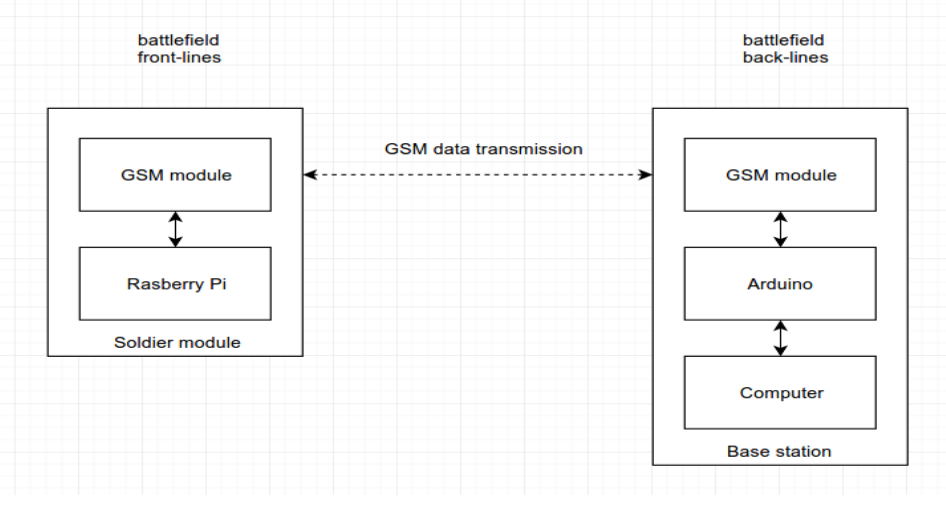 battlefield
front-lines
battlefield
back-lines
GSM data transmission
GSM module
GSM module
Rasberry Pi
Arduino
Soldier module
Computer
Base station